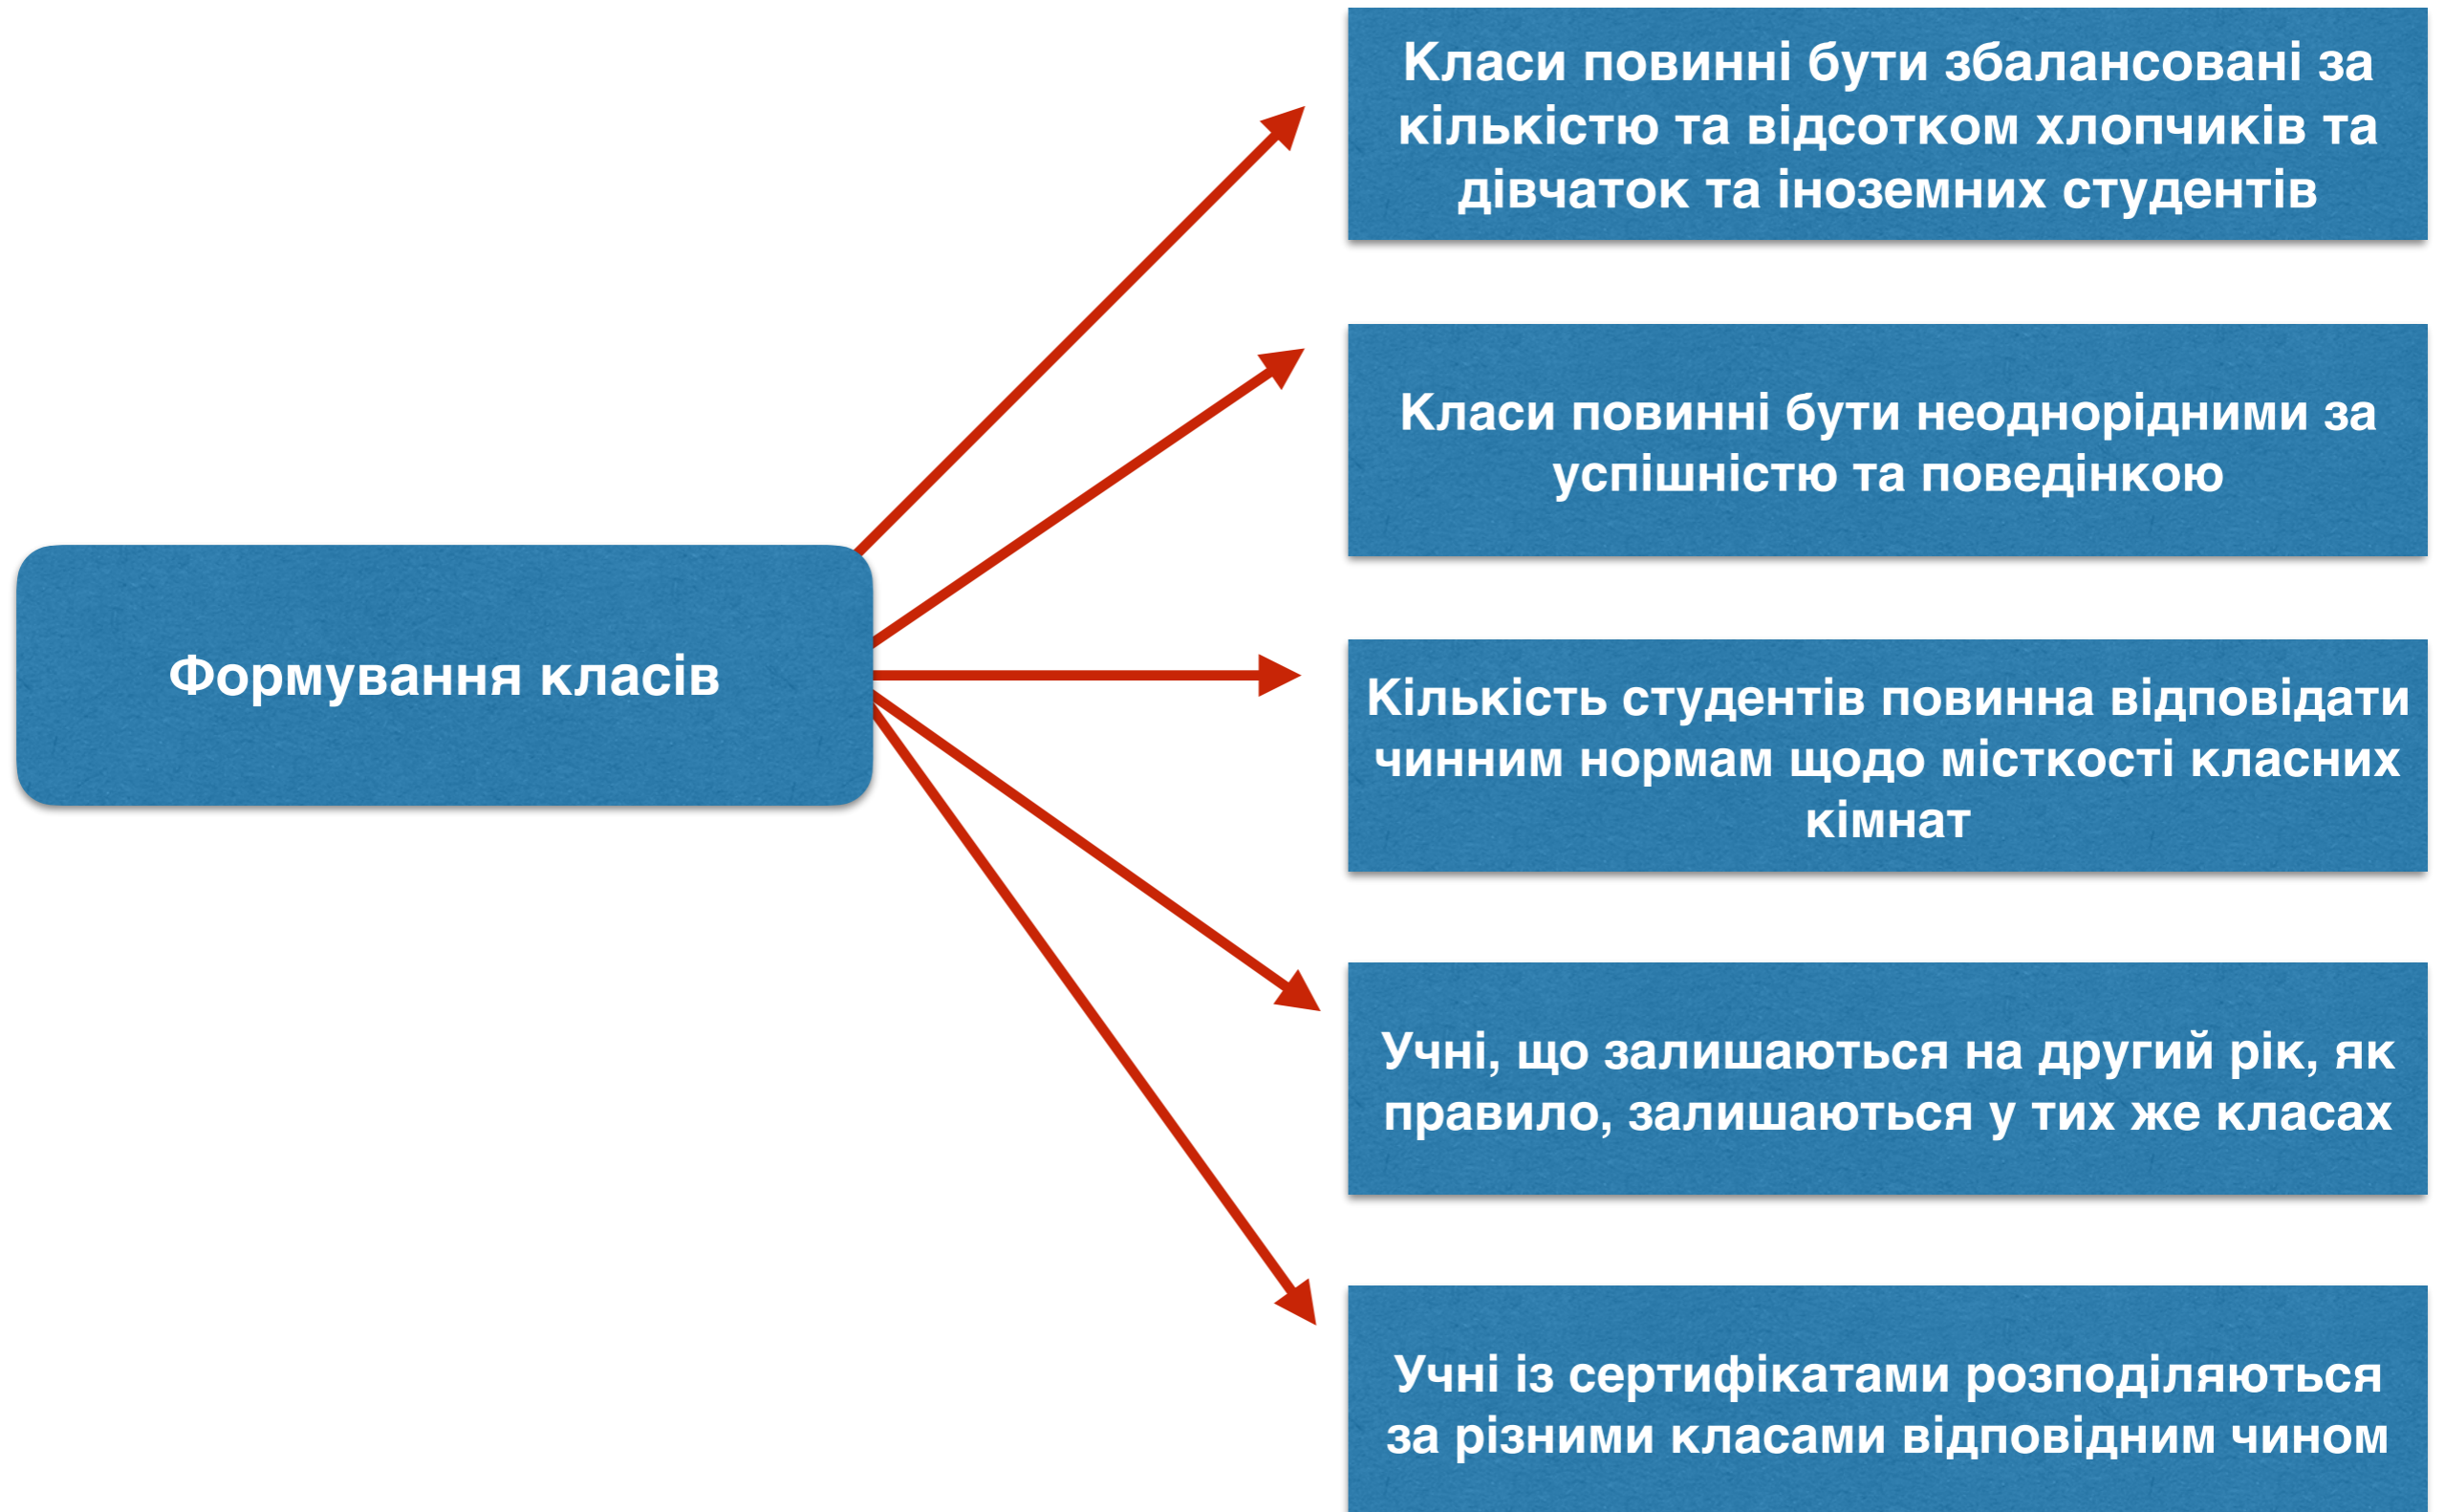 Класи повинні бути збалансовані за
кількістю та відсотком хлопчиків та
дівчаток та іноземних студентів
Класи повинні бути неоднорідними за
успішністю та поведінкою
Формування класів
Кількість студентів повинна відповідати
чинним нормам щодо місткості класних
кімнат
Учні, що залишаються на другий рік, як
правило, залишаються у тих же класах
Учні із сертифікатами розподіляються
за різними класами відповідним чином